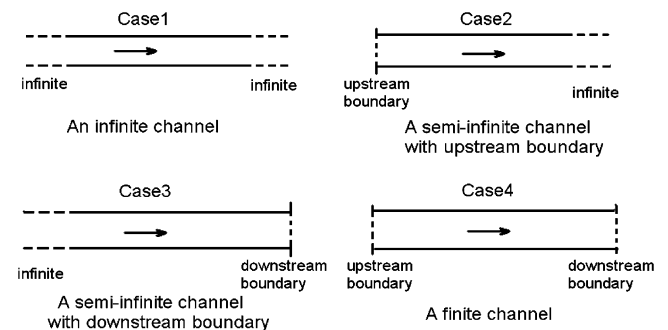 Case1
infinite
infinite
An infinite channel
Case2
upstream
boundary
infinite
A semi-infinite channel
with upstream boundary
Case3
infinite
downstream
boundary
A semi-infinite channel
with downstream boundary
Case4
upstream
boundary
downstream
boundary
A finite channel